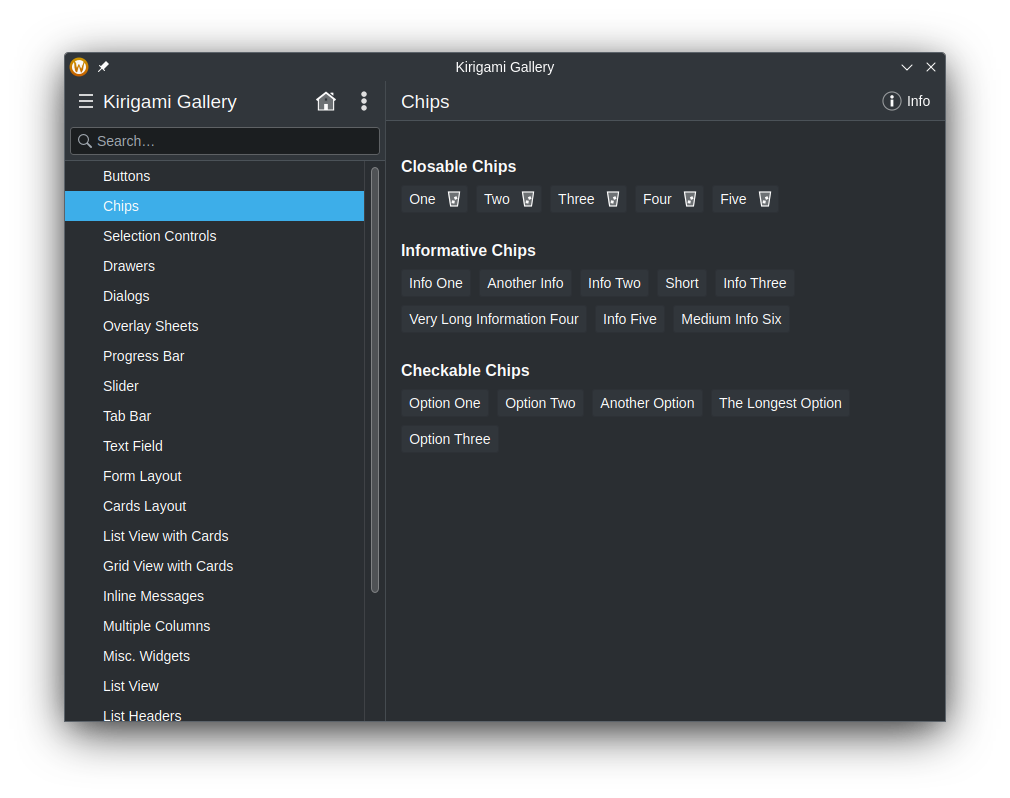 Kirigami Gallery
Kirigami Gallery
Search…
Buttons
Chips
Selection Controls
Drawers
Dialogs
Overlay Sheets
Progress Bar
Slider
Tab Bar
Text Field
Form Layout
Cards Layout
List View with Cards
Grid View with Cards
Inline Messages
Multiple Columns
Misc. Widgets
List View
List Headers
Chips
Info
Closable Chips
One Two Three Four Five
Informative Chips
Info One Another Info Info Two Short Info Three
Very Long Information Four Info Five Medium Info Six
Checkable Chips
Option One Option Two Another Option The Longest Option
Option Three